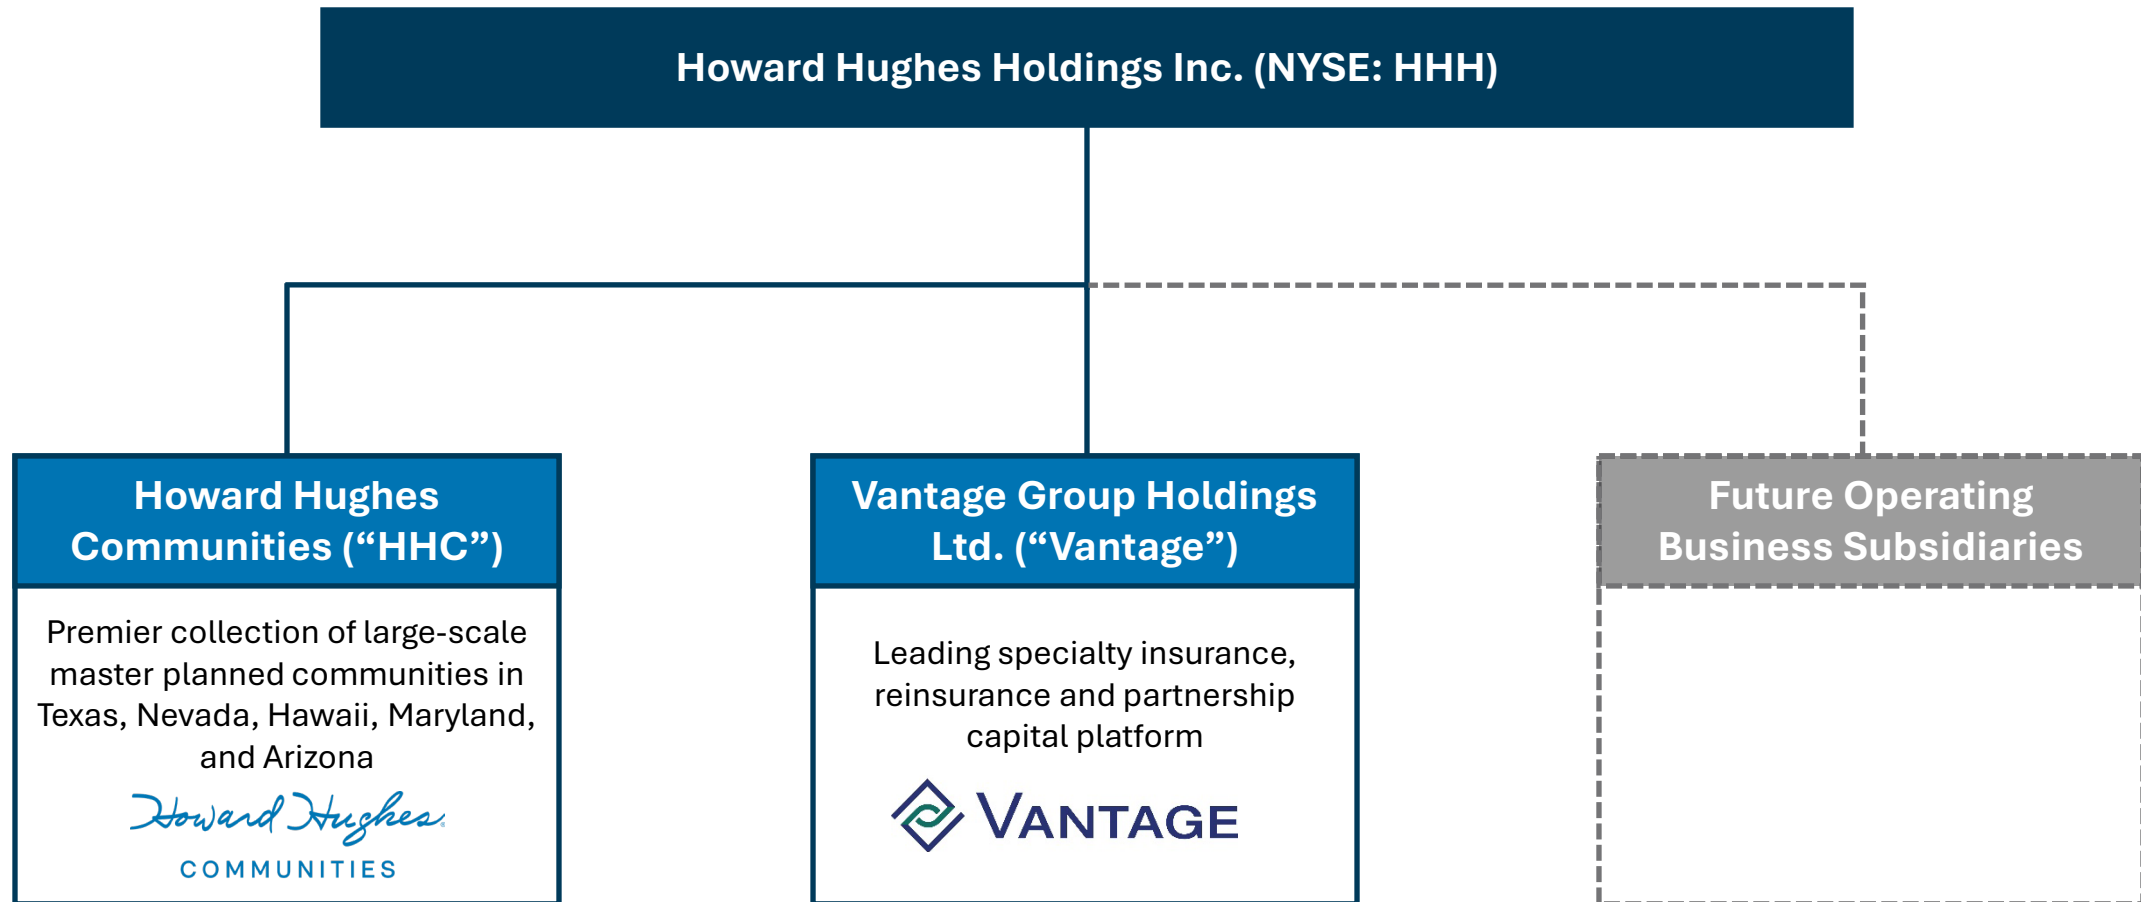 Howard Hughes Holdings Inc. (NYSE: HHH)
Howard Hughes
Communities (“HHC”)
Premier collection of large-scale
master planned communities in
Texas, Nevada, Hawaii, Maryland,
and Arizona
Howard Hughes
COMMUNITIES
Vantage Group Holdings
Ltd. (“Vantage”)
Leading specialty insurance,
reinsurance and partnership
capital platform
VANTAGE
Future Operating
Business Subsidiaries